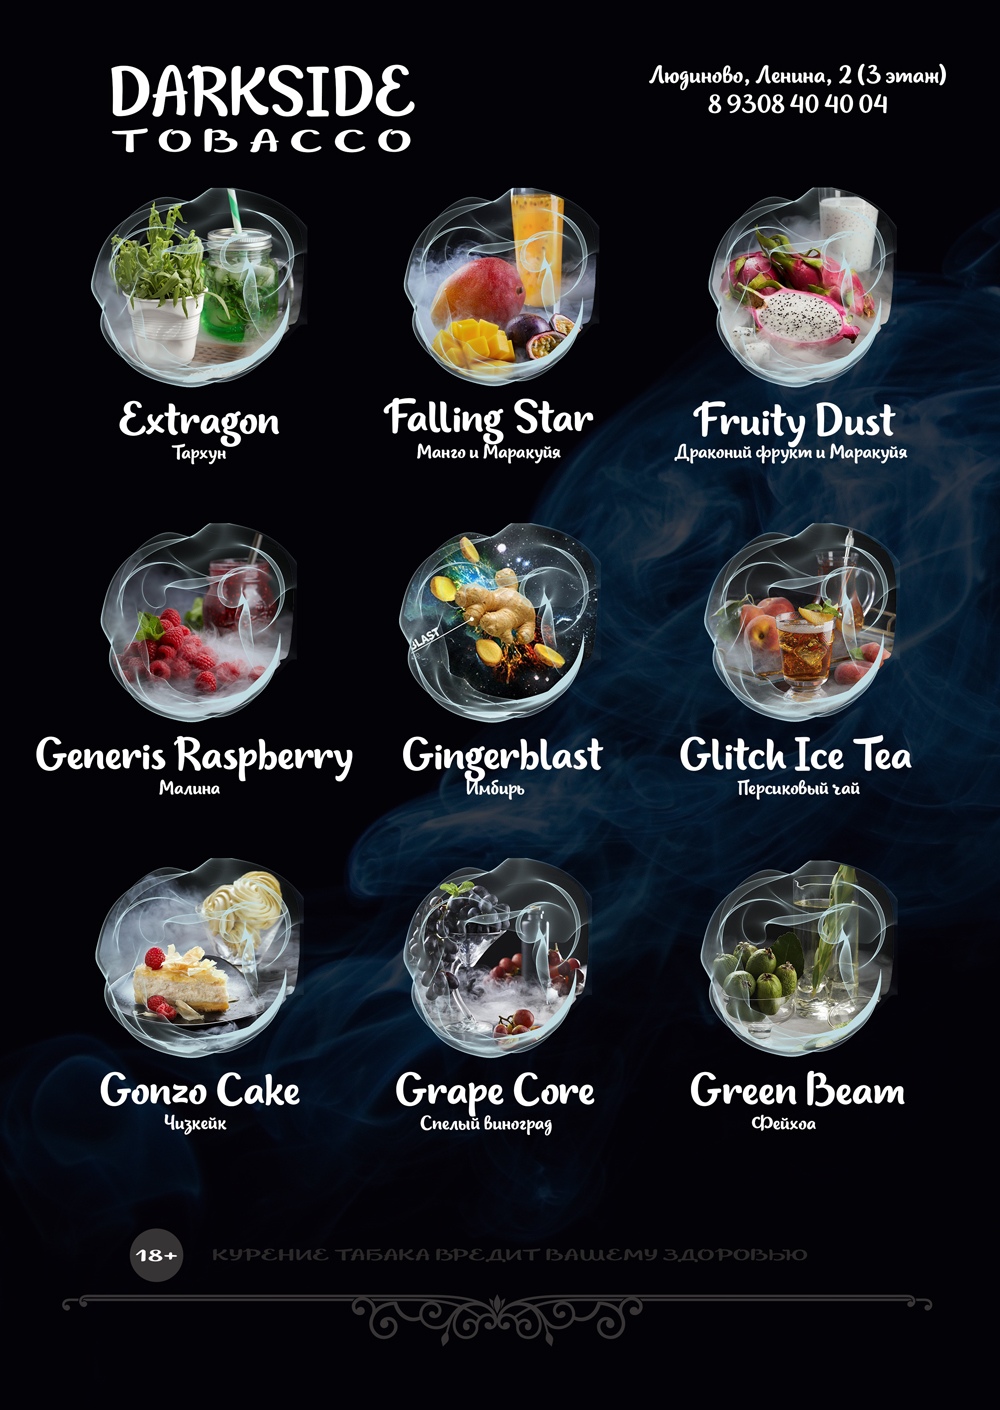 DARKSIDE
TOBACCO
Людиново, Ленина, 2 (3 этаж)
8 9308 40 40 04
Extragon
Тархун
Falling Star
Манго и Маракуйя
Fruity Dust
Драконий фрукт и Маракуйя
BLAST
Generis Raspberry
Малина
Gingerblast
Имбирь
Glitch Ice Tea
Персиковый чай
Gonzo Cake
Чизкейк
Grape Core
Спелый виноград
Green Beam
Фейхоа
18+
КУРЕНИЕ ТАБАКА ВРЕДИТ ВАШЕМУ ЗДОРОВЬЮ